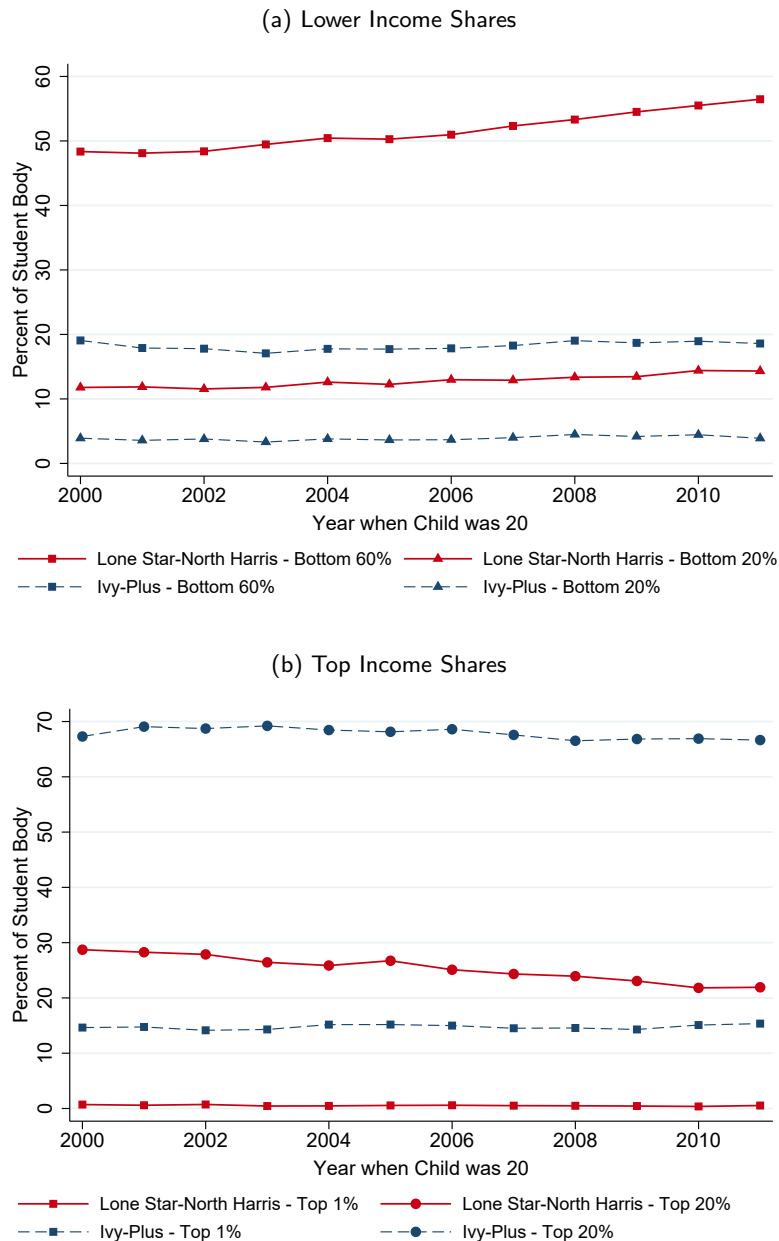 (a) Lower Income Shares
Percent of Student Body
60
50
40
30
20
10
0
2000 2002 2004 2006 2008 2010
Year when Child was 20
Lone Star-North Harris - Bottom 60% Lone Star-North Harris - Bottom 20%
Ivy-Plus - Bottom 60% Ivy-Plus - Bottom 20%
(b) Top Income Shares
Percent of Student Body
70
60
50
40
30
20
10
0
2000 2002 2004 2006 2008 2010
Year when Child was 20
Lone Star-North Harris - Top 1% Lone Star-North Harris - Top 20%
Ivy-Plus - Top 1% Ivy-Plus - Top 20%